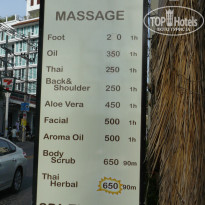 MASSAGE
Foot 2 0 1h
Oil 350 1h
Thai 250 1h
Back&
Shoulder 250 1h
Aloe Vera 450 1h
Facial 500 1h
Aroma Oil 500 1h
Body
Scrub 650 90m
Thai
Herbal 650 90m
TOP HOTELS